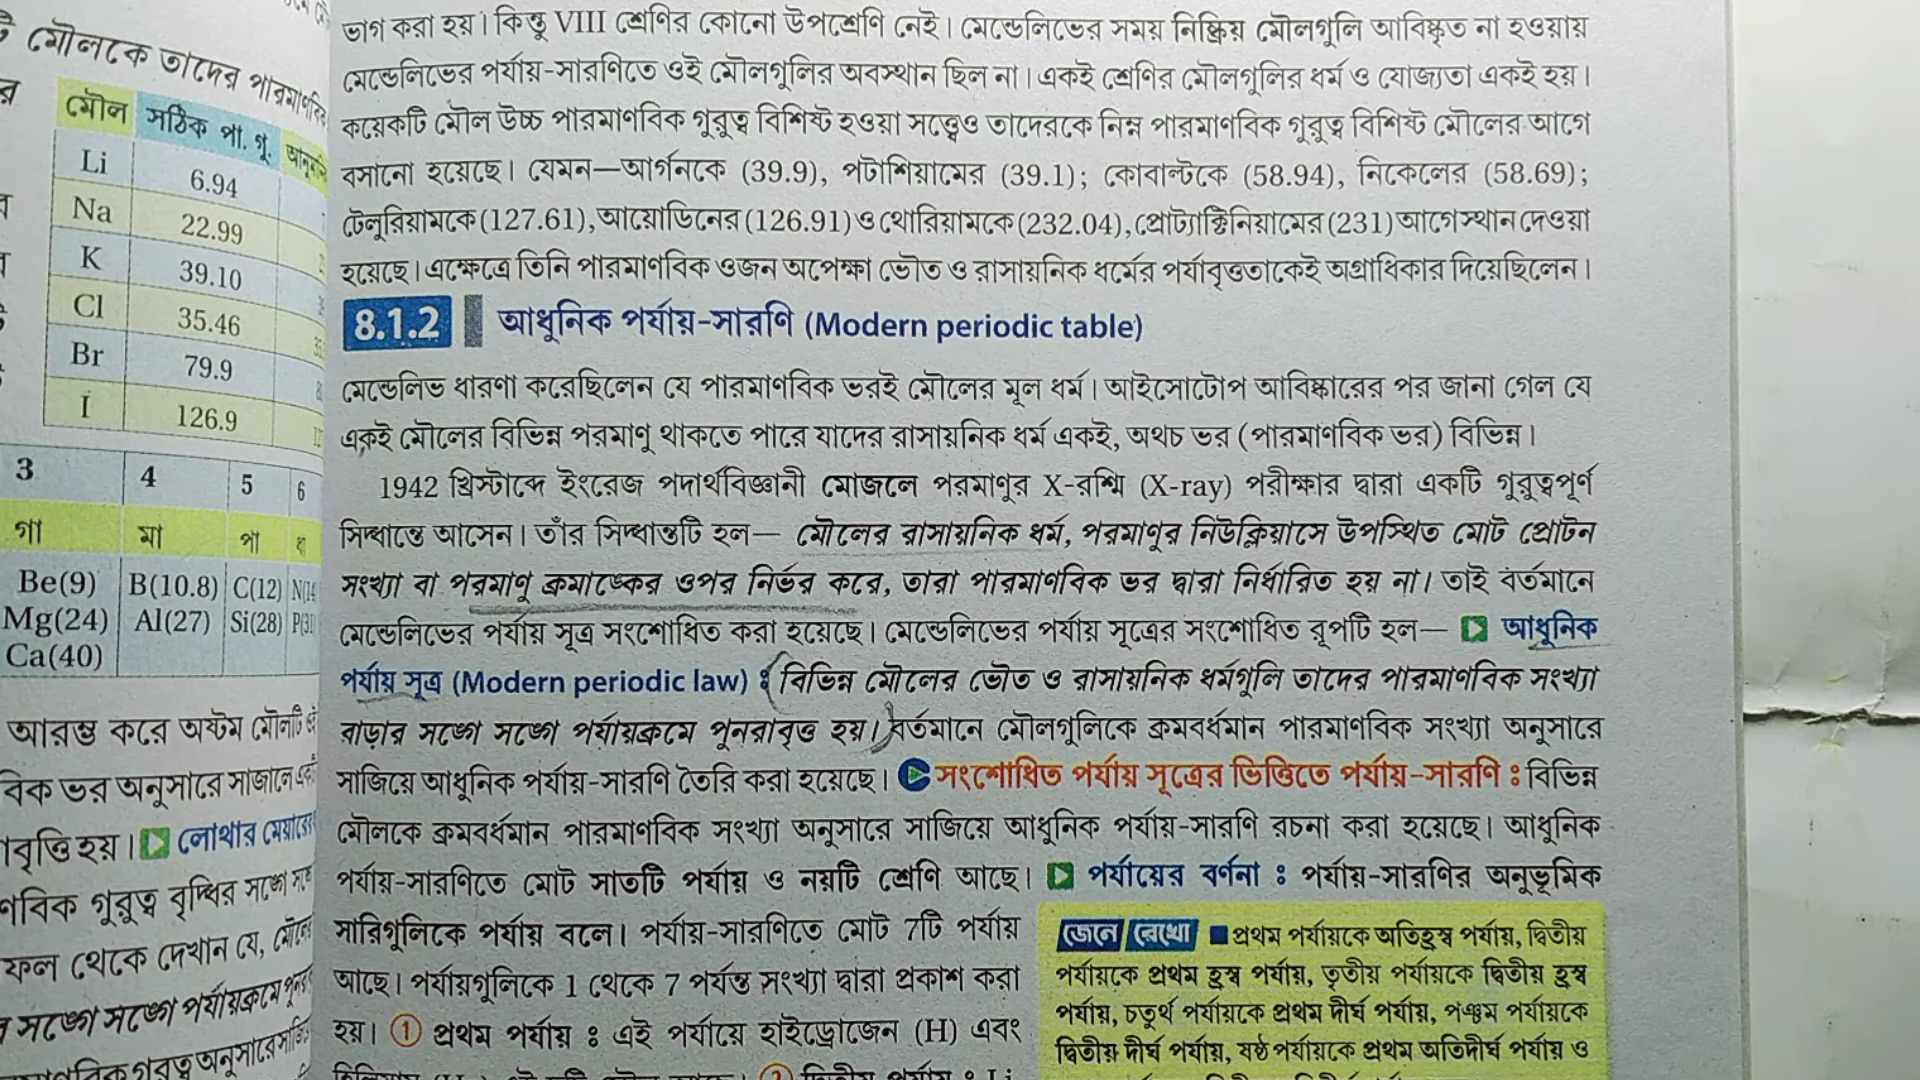 মৌলকে তাদের পারমাণবিক
মৌল সঠিক পা. গু.
Li 6.94
Na 22.99
K 39.10
Cl 35.46
Br 79.9
I 126.9
3 4 5 6
গা মা পা ধা
Be(9) B(10.8) C(12)
Mg(24) Al(27) Si(28)
Ca(40)
আরম্ভ করে অষ্টম মৌলটি
বিক ভর অনুসারে সাজালে
বৃত্তি হয়। লোথার মেয়ারের
ণবিক গুরুত্ব বৃদ্ধির সঙ্গে
ফল থেকে দেখান যে, মৌলের
সঙ্গে সঙ্গে পর্যায়ক্রমে
ভাগ করা হয়। কিন্তু VIII শ্রেণির কোনো উপশ্রেণি নেই। মেন্ডেলিভের সময় নিষ্ক্রিয় মৌলগুলি আবিষ্কৃত না হওয়ায়
মেন্ডেলিভের পর্যায়-সারণিতে ওই মৌলগুলির অবস্থান ছিল না। একই শ্রেণির মৌলগুলির ধর্ম ও যোজ্যতা একই হয়।
কয়েকটি মৌল উচ্চ পারমাণবিক গুরুত্ব বিশিষ্ট হওয়া সত্ত্বেও তাদেরকে নিম্ন পারমাণবিক গুরুত্ব বিশিষ্ট মৌলের আগে
বসানো হয়েছে। যেমন—আর্গনকে (39.9), পটাশিয়ামের (39.1); কোবাল্টকে (58.94), নিকেলের (58.69);
টেলুরিয়ামকে (127.61), আয়োডিনের (126.91) ও থোরিয়ামকে (232.04), প্রোট্যাক্টিনিয়ামের (231) আগে স্থান দেওয়া
হয়েছে। এক্ষেত্রে তিনি পারমাণবিক ওজন অপেক্ষা ভৌত ও রাসায়নিক ধর্মের পর্যাবৃত্ততাকেই অগ্রাধিকার দিয়েছিলেন।
8.1.2 আধুনিক পর্যায়-সারণি (Modern periodic table)
মেন্ডেলিভ ধারণা করেছিলেন যে পারমাণবিক ভরই মৌলের মূল ধর্ম। আইসোটোপ আবিষ্কারের পর জানা গেল যে
একই মৌলের বিভিন্ন পরমাণু থাকতে পারে যাদের রাসায়নিক ধর্ম একই, অথচ ভর (পারমাণবিক ভর) বিভিন্ন।
1942 খ্রিস্টাব্দে ইংরেজ পদার্থবিজ্ঞানী মোজলে পরমাণুর X-রশ্মি (X-ray) পরীক্ষার দ্বারা একটি গুরুত্বপূর্ণ
সিদ্ধান্তে আসেন। তাঁর সিদ্ধান্তটি হল— মৌলের রাসায়নিক ধর্ম, পরমাণুর নিউক্লিয়াসে উপস্থিত মোট প্রোটন
সংখ্যা বা পরমাণু ক্রমাঙ্কের ওপর নির্ভর করে, তারা পারমাণবিক ভর দ্বারা নির্ধারিত হয় না। তাই বর্তমানে
মেন্ডেলিভের পর্যায় সূত্র সংশোধিত করা হয়েছে। মেন্ডেলিভের পর্যায় সূত্রের সংশোধিত রূপটি হল— আধুনিক
পর্যায় সূত্র (Modern periodic law) : বিভিন্ন মৌলের ভৌত ও রাসায়নিক ধর্মগুলি তাদের পারমাণবিক সংখ্যা
বাড়ার সঙ্গে সঙ্গে পর্যায়ক্রমে পুনরাবৃত্ত হয়। বর্তমানে মৌলগুলিকে ক্রমবর্ধমান পারমাণবিক সংখ্যা অনুসারে
সাজিয়ে আধুনিক পর্যায়-সারণি তৈরি করা হয়েছে। সংশোধিত পর্যায় সূত্রের ভিত্তিতে পর্যায়-সারণি : বিভিন্ন
মৌলকে ক্রমবর্ধমান পারমাণবিক সংখ্যা অনুসারে সাজিয়ে আধুনিক পর্যায়-সারণি রচনা করা হয়েছে। আধুনিক
পর্যায়-সারণিতে মোট সাতটি পর্যায় ও নয়টি শ্রেণি আছে। পর্যায়ের বর্ণনা : পর্যায়-সারণির অনুভূমিক
সারিগুলিকে পর্যায় বলে। পর্যায়-সারণিতে মোট 7টি পর্যায়
আছে। পর্যায়গুলিকে 1 থেকে 7 পর্যন্ত সংখ্যা দ্বারা প্রকাশ করা
হয়। 1 প্রথম পর্যায় : এই পর্যায়ে হাইড্রোজেন (H) এবং
জেনে রেখো প্রথম পর্যায়কে অতিহ্রস্ব পর্যায়, দ্বিতীয়
পর্যায়কে প্রথম হ্রস্ব পর্যায়, তৃতীয় পর্যায়কে দ্বিতীয় হ্রস্ব
পর্যায়, চতুর্থ পর্যায়কে প্রথম দীর্ঘ পর্যায়, পঞ্চম পর্যায়কে
দ্বিতীয় দীর্ঘ পর্যায়, ষষ্ঠ পর্যায়কে প্রথম অতিদীর্ঘ পর্যায় ও